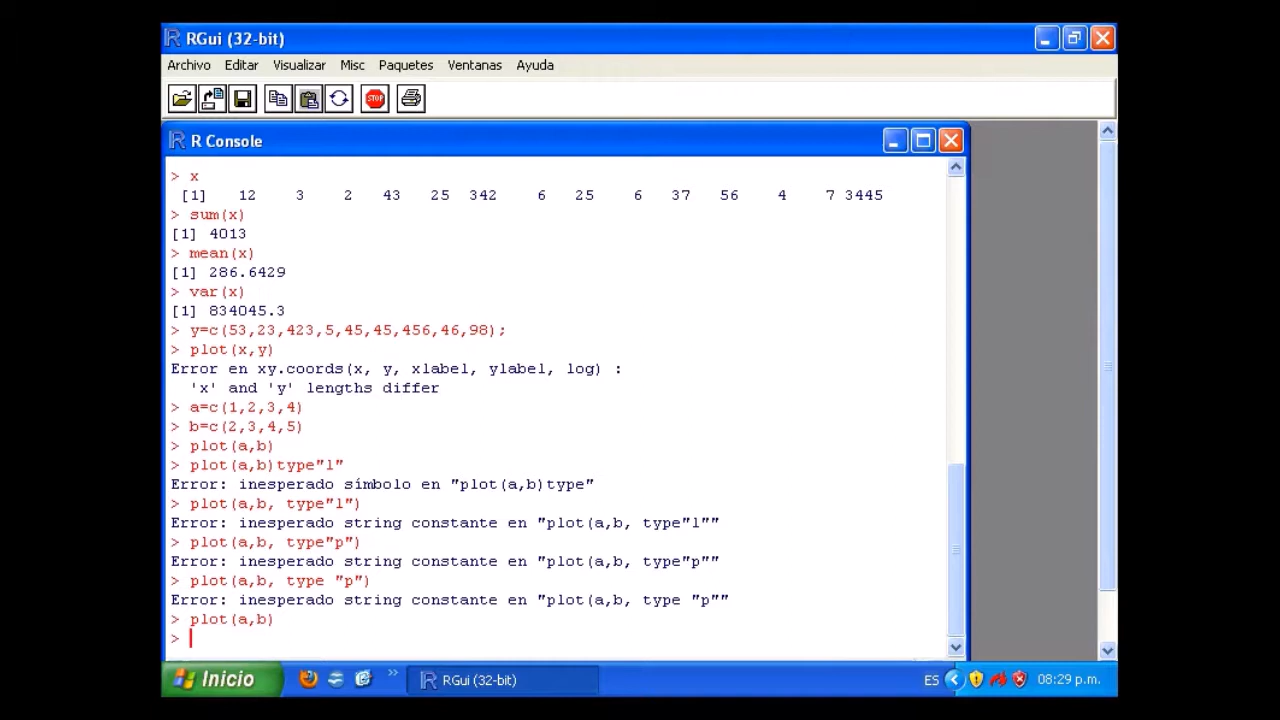 RGui (32-bit)
Archivo Editar Visualizar Misc Paquetes Ventanas Ayuda
STOP
R Console
> x
[1] 12 3 2 43 25 342 6 25 6 37 56 4 7 3445
> sum(x)
[1] 4013
> mean(x)
[1] 286.6429
> var(x)
[1] 834045.3
> y=c(53,23,423,5,45,45,456,46,98);
> plot(x,y)
Error en xy.coords(x, y, xlabel, ylabel, log) :
'x' and 'y' lengths differ
> a=c(1,2,3,4)
> b=c(2,3,4,5)
> plot(a,b)
> plot(a,b)type"l"
Error: inesperado símbolo en "plot(a,b)type"
> plot(a,b, type"l")
Error: inesperado string constante en "plot(a,b, type"l""
> plot(a,b, type"p")
Error: inesperado string constante en "plot(a,b, type"p""
> plot(a,b, type "p")
Error: inesperado string constante en "plot(a,b, type "p""
> plot(a,b)
>
Inicio » RGui (32-bit) ES 08:29 p.m.